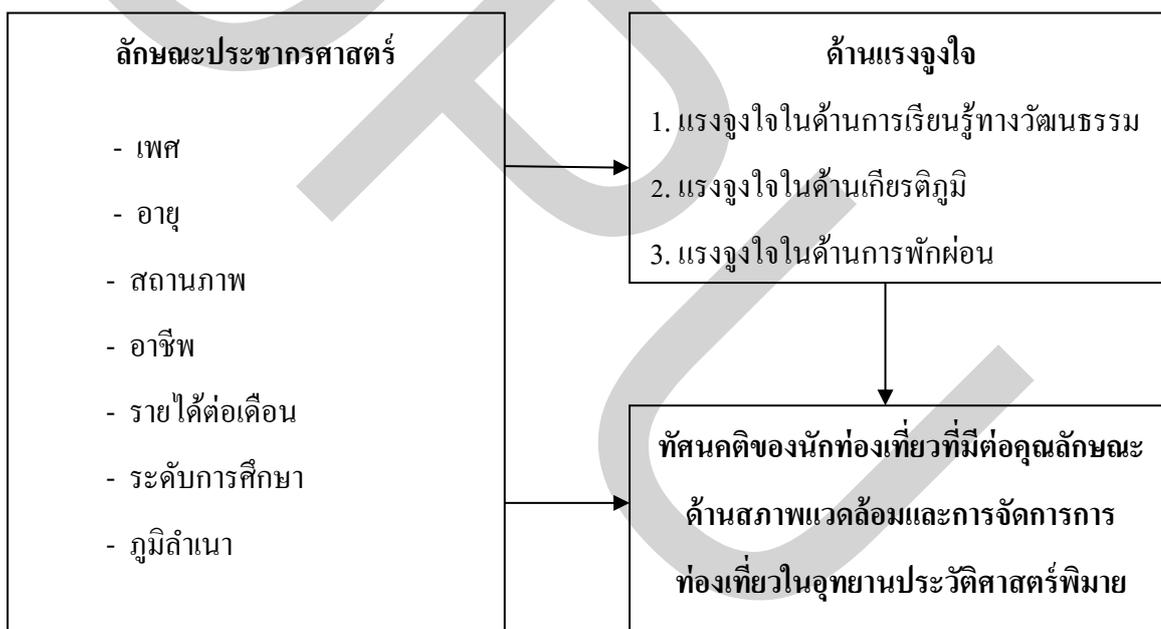 ลักษณะประชากรศาสตร์
- เพศ
- อายุ
- สถานภาพ
- อาชีพ
- รายได้ต่อเดือน
- ระดับการศึกษา
- ภูมิลำเนา
ด้านแรงจูงใจ
1. แรงจูงใจในด้านการเรียนรู้ทางวัฒนธรรม
2. แรงจูงใจในด้านเกียรติภูมิ
3. แรงจูงใจในด้านการพักผ่อน
ทัศนคติของนักท่องเที่ยวที่มีต่อคุณลักษณะ
ด้านสภาพแวดล้อมและการจัดการการ
ท่องเที่ยวในอุทยานประวัติศาสตร์พิมาย